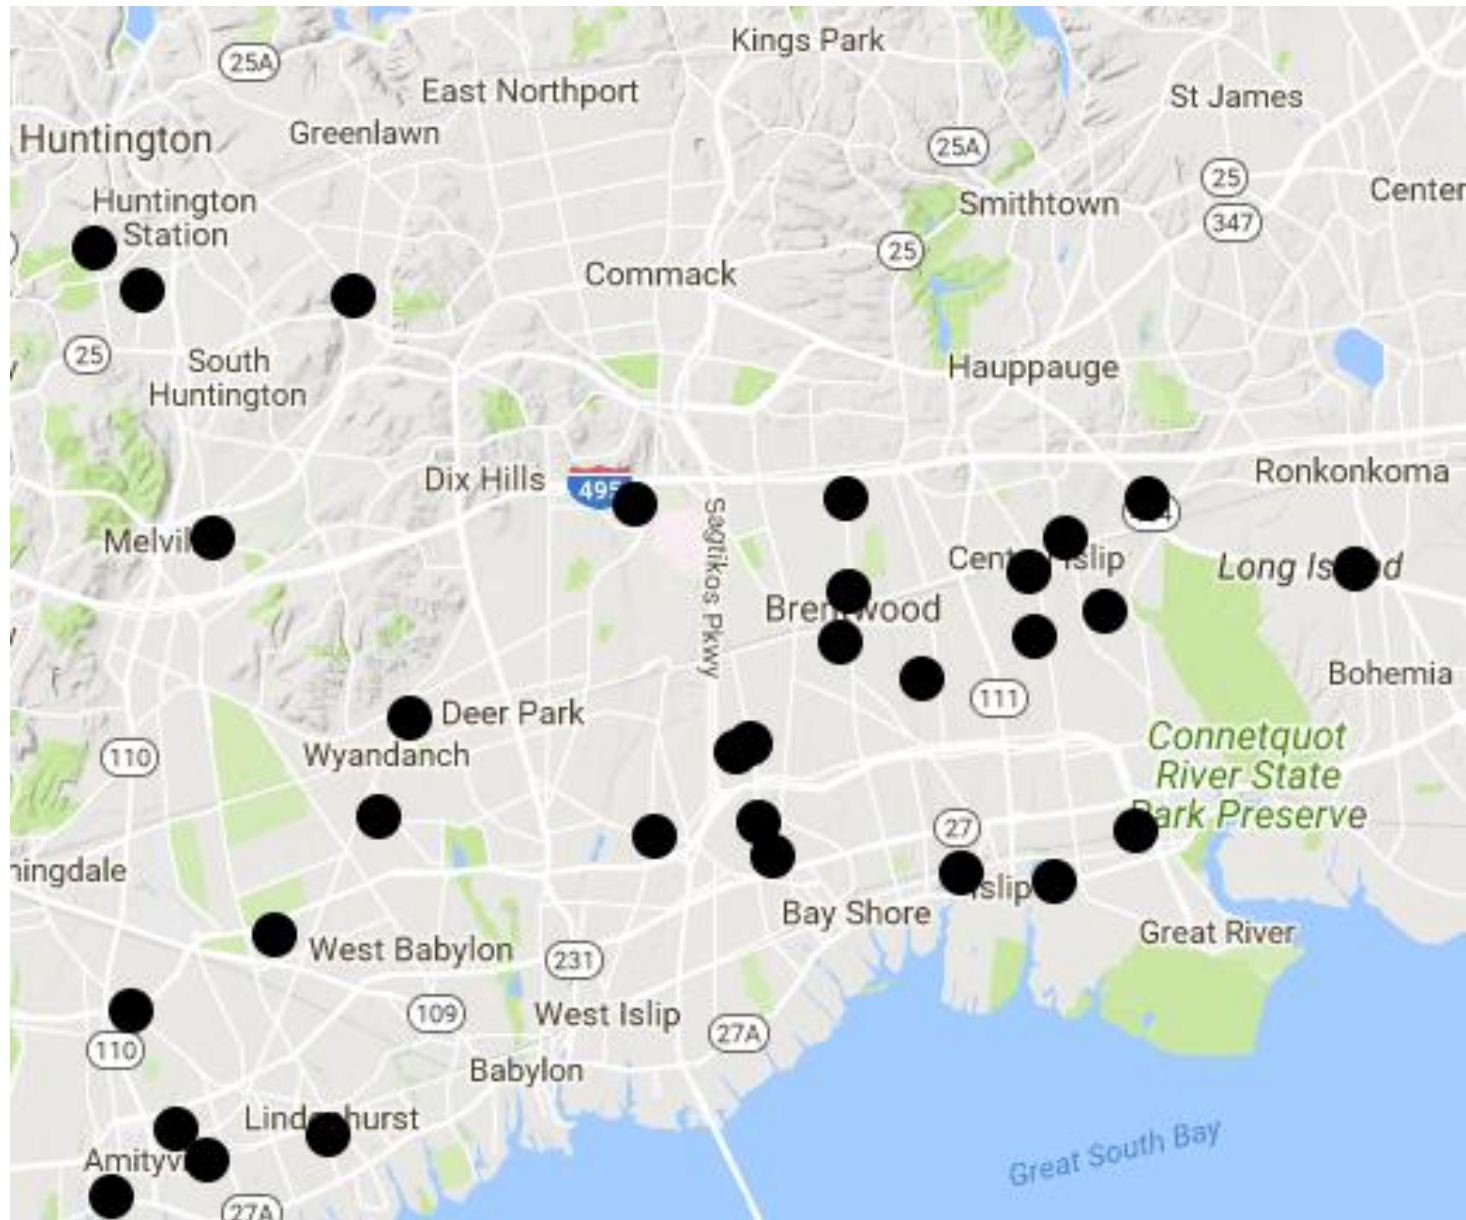 Kings Park
25A
East Northport
St James
Huntington
Greenlawn
25A
25
Center
Huntington
Station
Smithtown
347
25
Commack
25
South
Huntington
Hauppauge
Dix Hills
495
Ronkonkoma
Sagtikos Pkwy
Bohemia
111
Deer Park
Connetquot
River State
Park Preserve
110
Wyandanch
27
ningdale
Bay Shore
Great River
West Babylon
231
109
West Islip
27A
110
Babylon
Great South Bay
27A